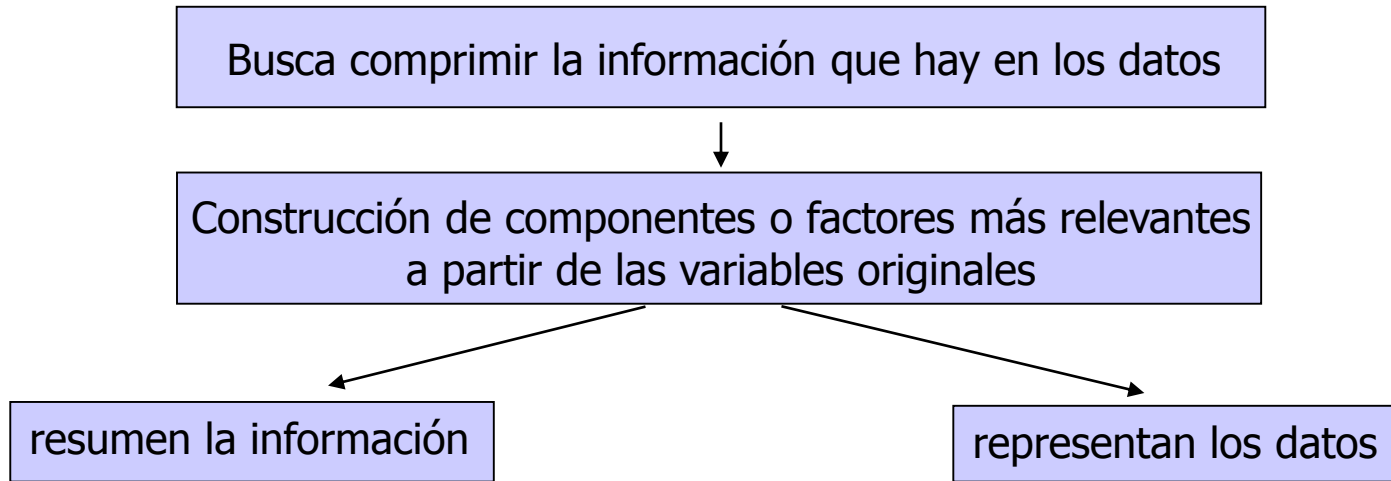 Busca comprimir la información que hay en los datos
Construcción de componentes o factores más relevantes
a partir de las variables originales
resumen la información
representan los datos